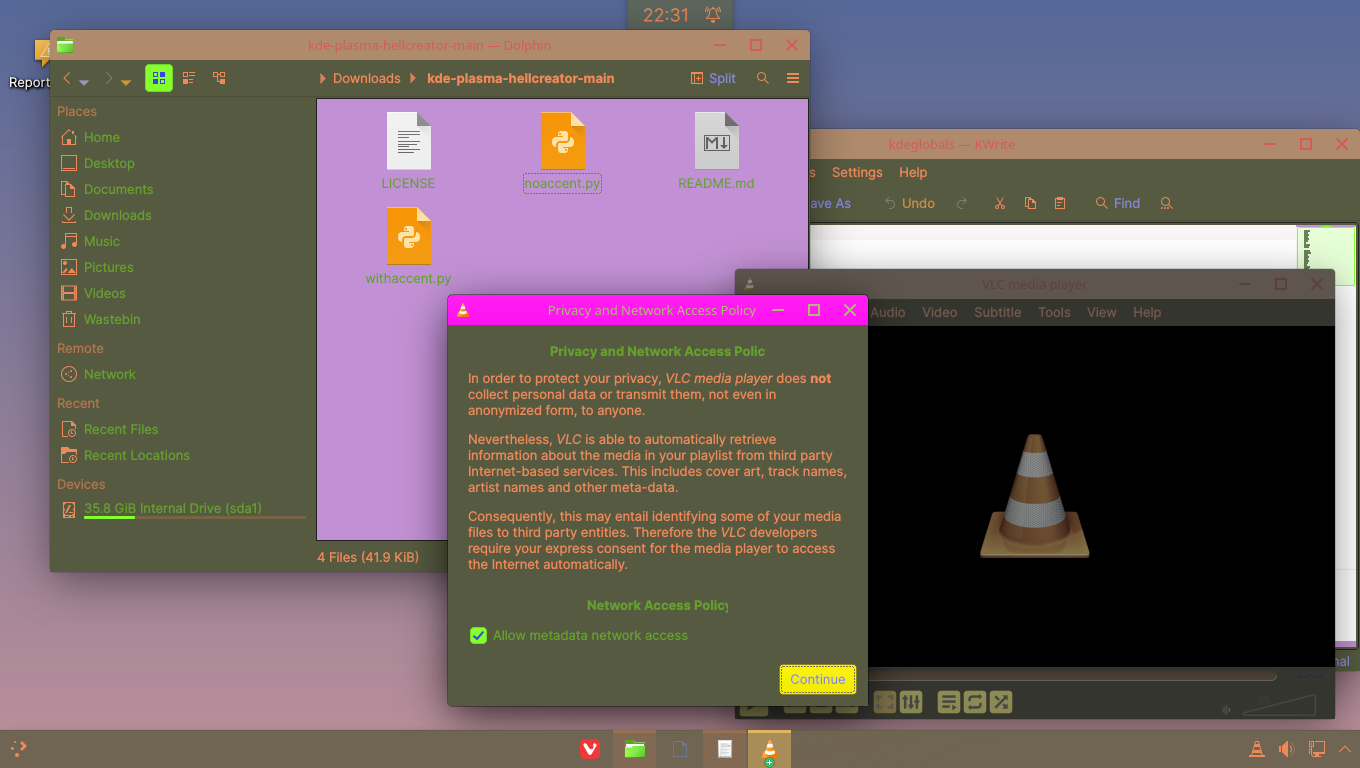 22:31
Report
kde-plasma-hellcreator-main — Dolphin
Downloads kde-plasma-hellcreator-main
Split
Places
Home
Desktop
Documents
Downloads
Music
Pictures
Videos
Wastebin
Remote
Network
Recent
Recent Files
Recent Locations
Devices
35.8 GiB Internal Drive (sda1)
LICENSE
noaccent.py
README.md
withaccent.py
4 Files (41.9 KiB)
kdeglobals — KWrite
Settings Help
ave As Undo Find
VLC media player
Audio Video Subtitle Tools View Help
Privacy and Network Access Policy
Privacy and Network Access Polic
In order to protect your privacy, VLC media player does not
collect personal data or transmit them, not even in
anonymized form, to anyone.
Nevertheless, VLC is able to automatically retrieve
information about the media in your playlist from third party
Internet-based services. This includes cover art, track names,
artist names and other meta-data.
Consequently, this may entail identifying some of your media
files to third party entities. Therefore the VLC developers
require your express consent for the media player to access
the Internet automatically.
Network Access Policy
Allow metadata network access
Continue
0%